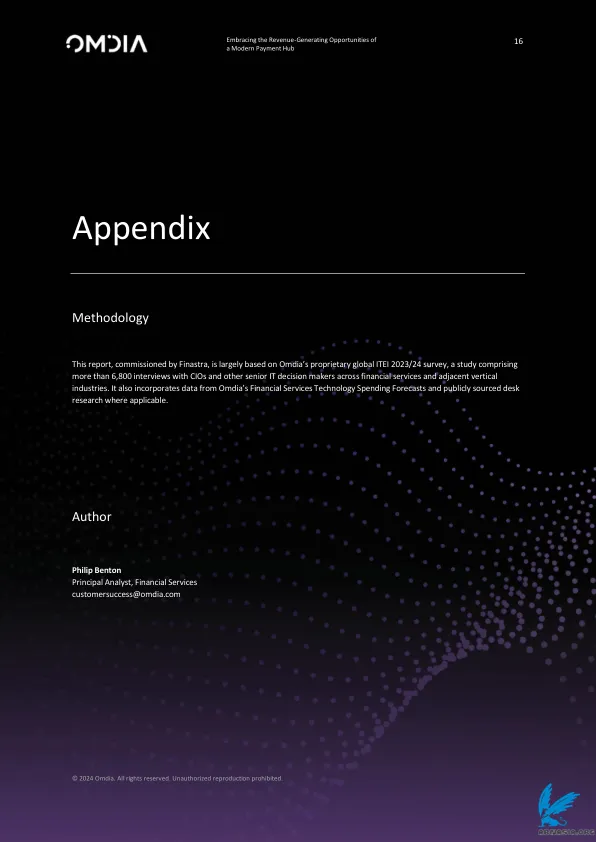 OMDIA
Embracing the Revenue-Generating Opportunities of
a Modern Payment Hub
16
Appendix
Methodology
This report, commissioned by Finastra, is largely based on Omdia's proprietary global ITEI 2023/24 survey, a study comprising
more than 6,800 interviews with CIOs and other senior IT decision makers across financial services and adjacent vertical
industries. It also incorporates data from Omdia's Financial Services Technology Spending Forecasts and publicly sourced desk
research where applicable.
Author
Philip Benton
Principal Analyst, Financial Services
customersuccess@omdia.com
© 2024 Omdia. All rights reserved. Unauthorized reproduction prohibited.